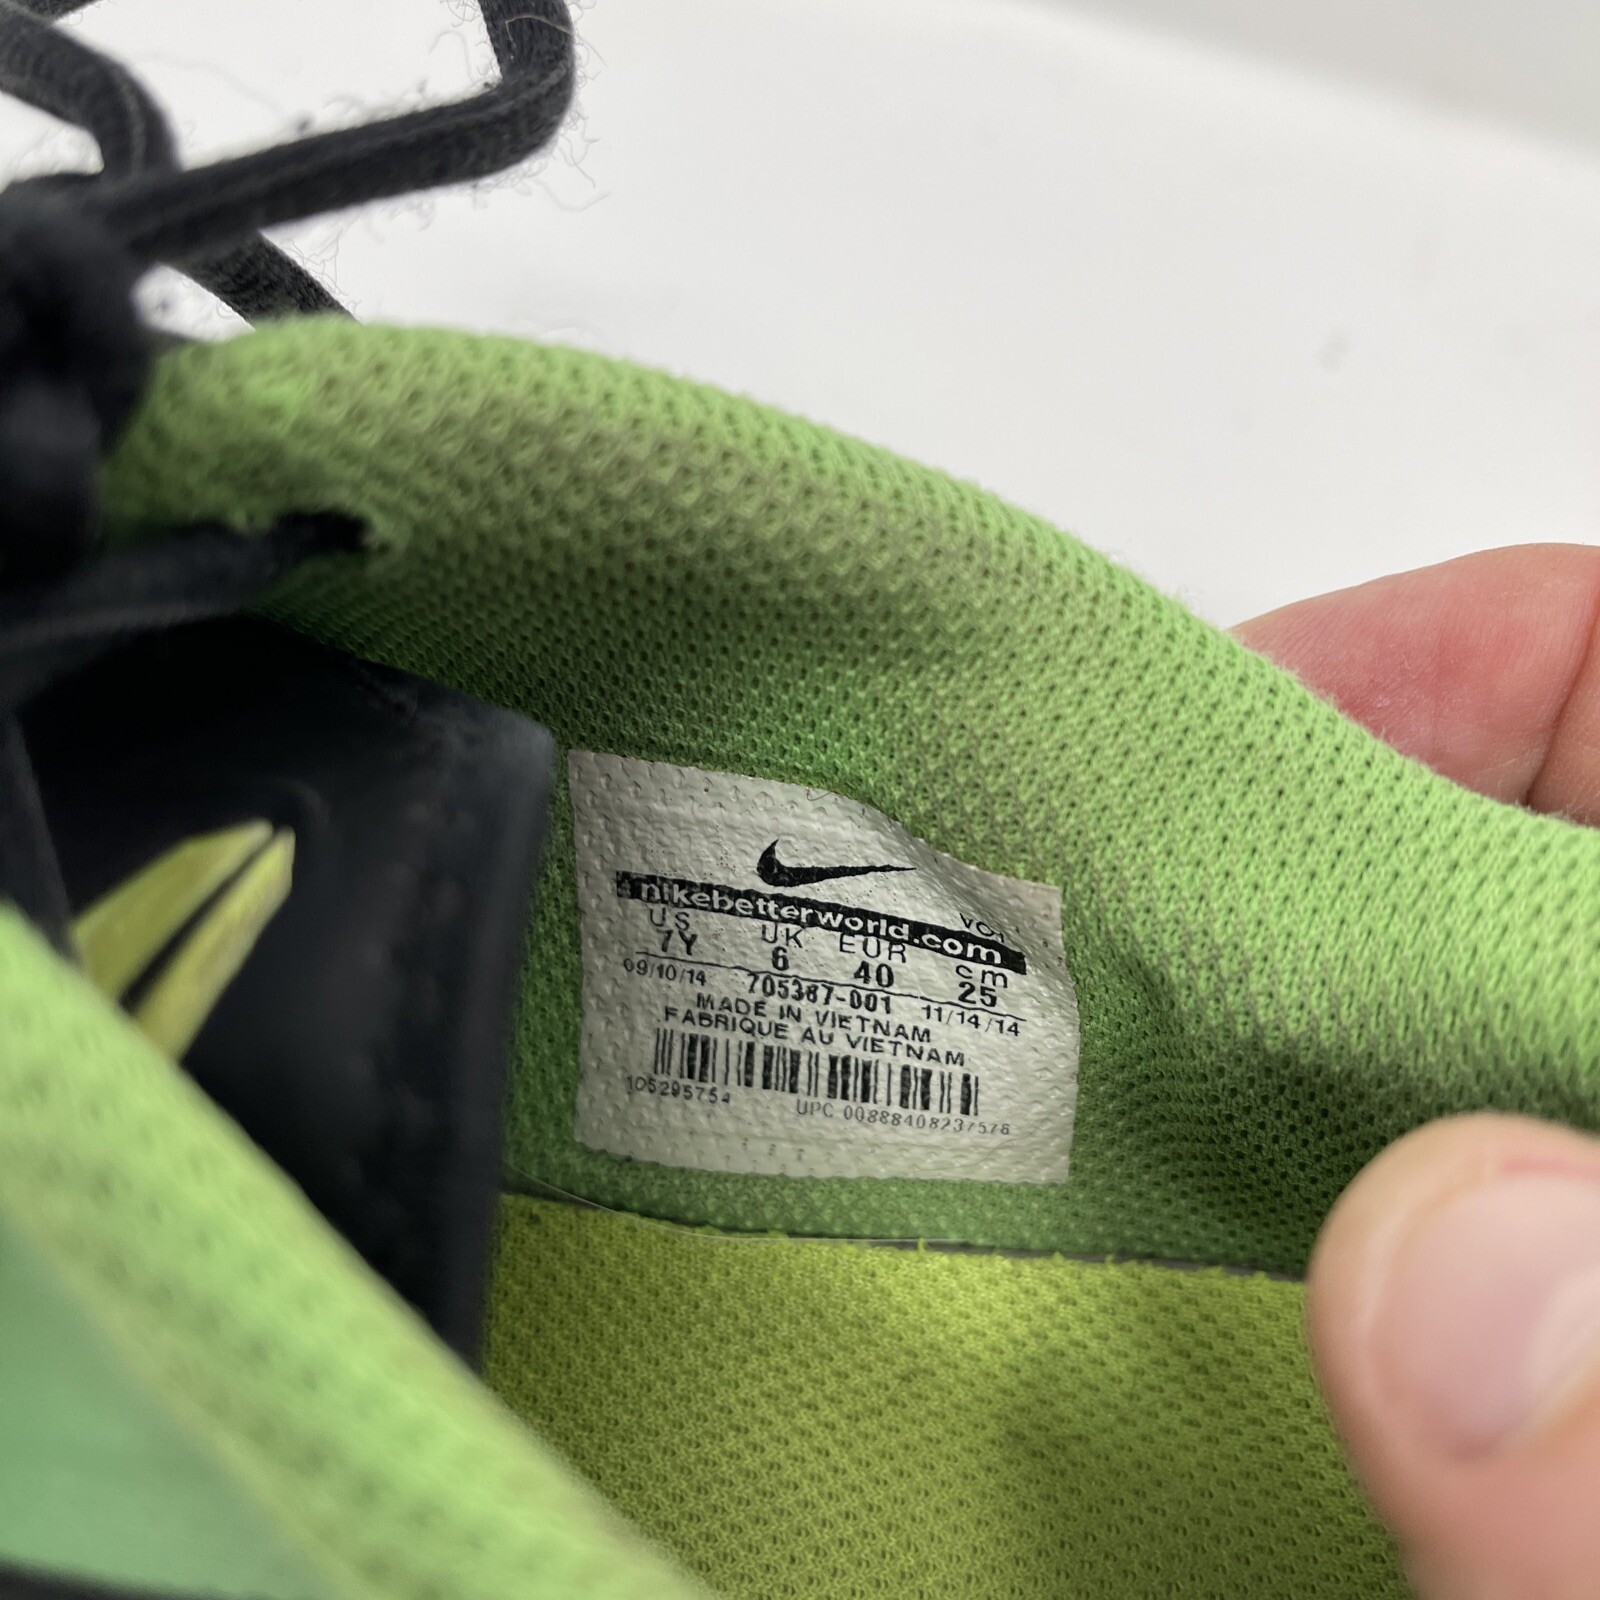 nikebetterworld.com
US UK EUR cm
7Y 6 40 25
09/10/14 705387-001 11/14/14
MADE IN VIETNAM
FABRIQUE AU VIETNAM
105295754 UPC 00888408237576